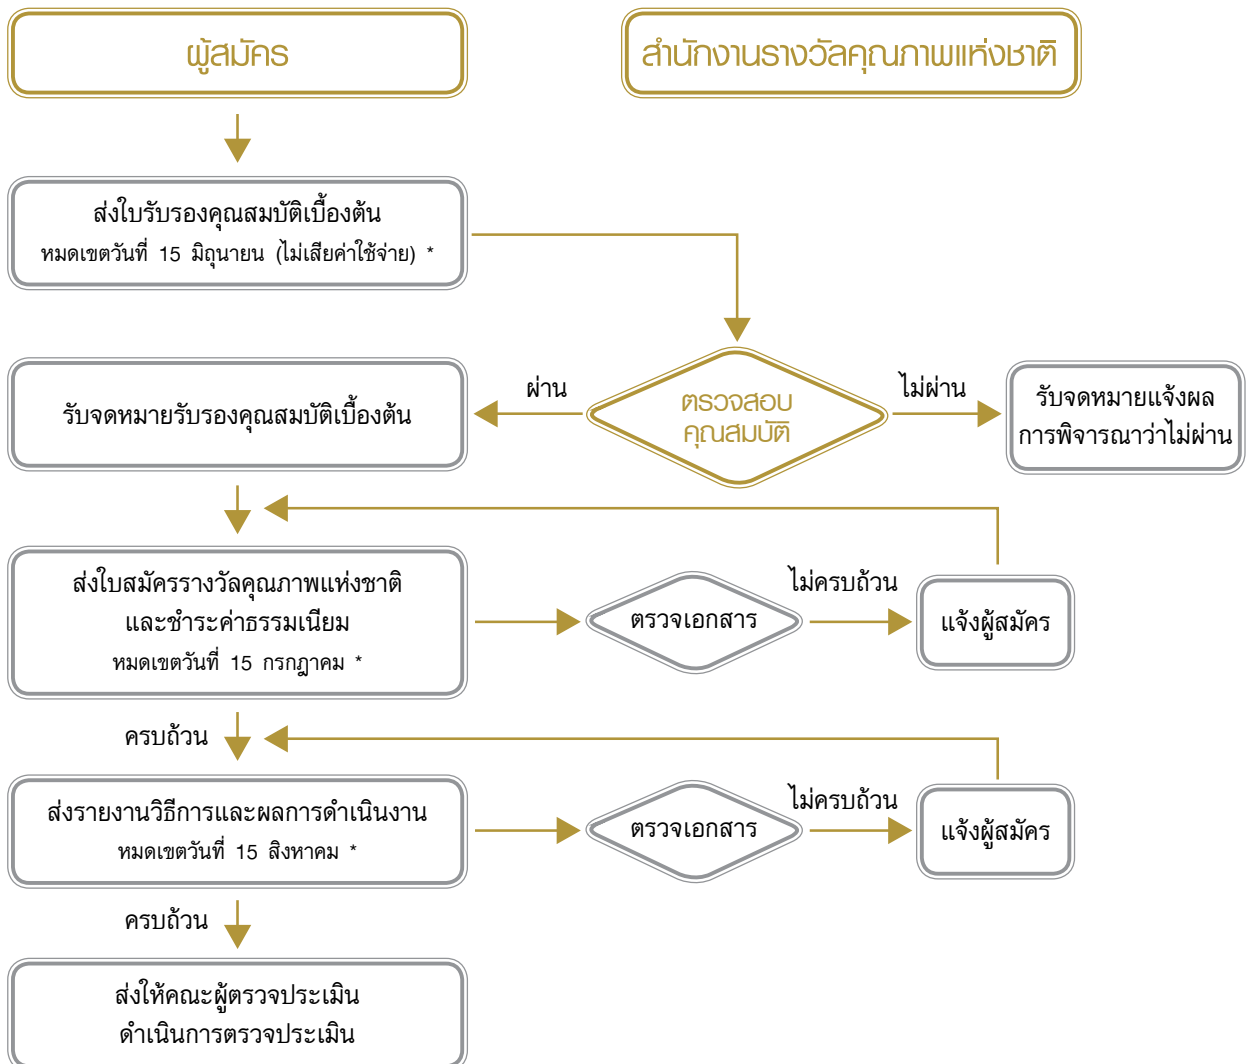 ผู้สมัคร
สำนักงานรางวัลคุณภาพแห่งชาติ
ส่งใบรับรองคุณสมบัติเบื้องต้น
หมดเขตวันที่ 15 มิถุนายน (ไม่เสียค่าใช้จ่าย) *
รับจดหมายรับรองคุณสมบัติเบื้องต้น
ผ่าน
ตรวจสอบ
คุณสมบัติ
ไม่ผ่าน
รับจดหมายแจ้งผล
การพิจารณาว่าไม่ผ่าน
ส่งใบสมัครรางวัลคุณภาพแห่งชาติ
และชำระค่าธรรมเนียม
หมดเขตวันที่ 15 กรกฎาคม *
ตรวจเอกสาร
ไม่ครบถ้วน
แจ้งผู้สมัคร
ครบถ้วน
ส่งรายงานวิธีการและผลการดำเนินงาน
หมดเขตวันที่ 15 สิงหาคม *
ตรวจเอกสาร
ไม่ครบถ้วน
แจ้งผู้สมัคร
ครบถ้วน
ส่งให้คณะผู้ตรวจประเมิน
ดำเนินการตรวจประเมิน